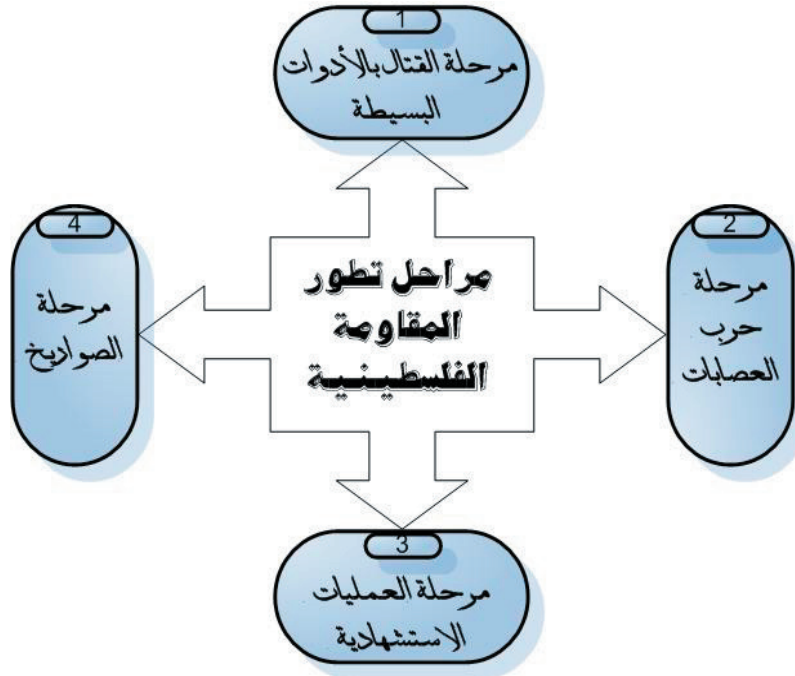 مراحل تطور
المقاومة
الفلسطينية
1
مرحلة القتال بالأدوات
البسيطة
2
مرحلة
حرب
العصابات
3
مرحلة العمليات
الاستشهادية
4
مرحلة
الصواريخ